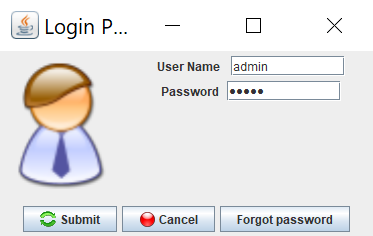 Login P...
User Name admin
Password •••••
Submit Cancel Forgot password